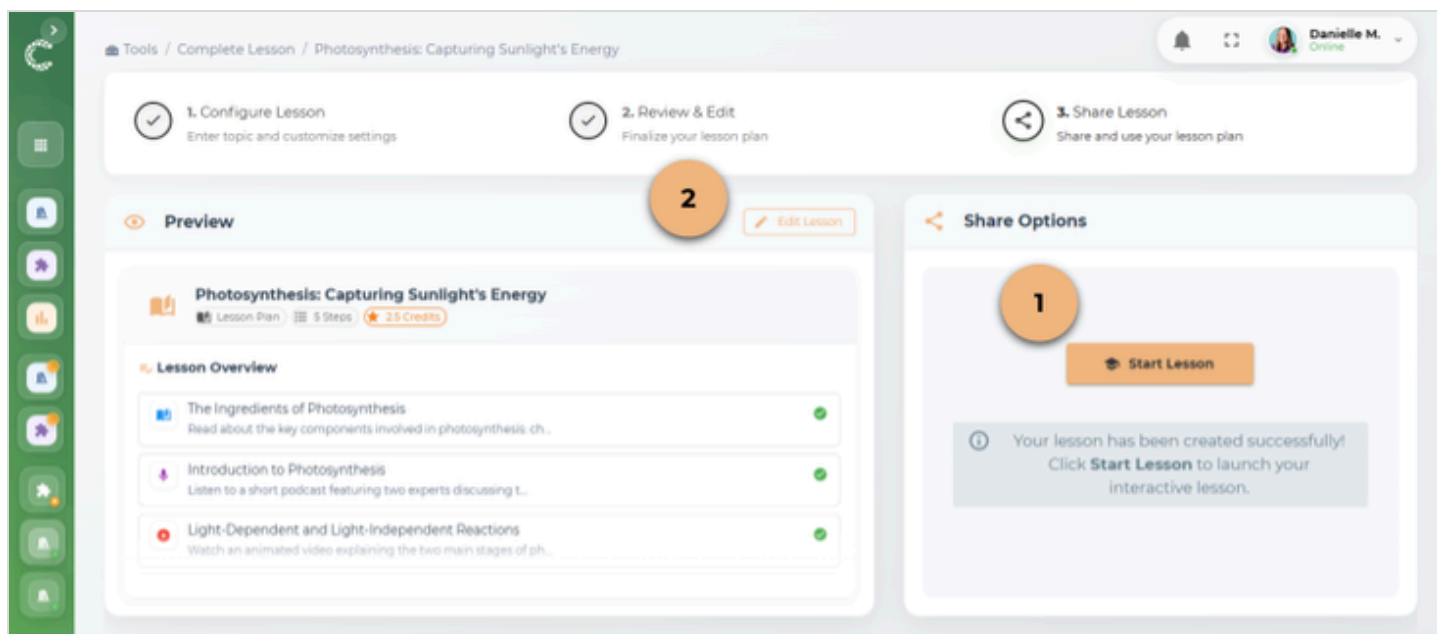 Tools / Complete Lesson / Photosynthesis: Capturing Sunlight's Energy
Danielle M.
Online
1. Configure Lesson
Enter topic and customize settings
2. Review & Edit
Finalize your lesson plan
3. Share Lesson
Share and use your lesson plan
2
Preview
Edit Lesson
Share Options
Photosynthesis: Capturing Sunlight's Energy
Lesson Plan
5 Steps
2.5 Credits
1
Start Lesson
Lesson Overview
The Ingredients of Photosynthesis
Read about the key components involved in photosynthesis: ch...
Introduction to Photosynthesis
Listen to a short podcast featuring two experts discussing t...
Light-Dependent and Light-Independent Reactions
Watch an animated video explaining the two main stages of ph...
Your lesson has been created successfully!
Click Start Lesson to launch your
interactive lesson.